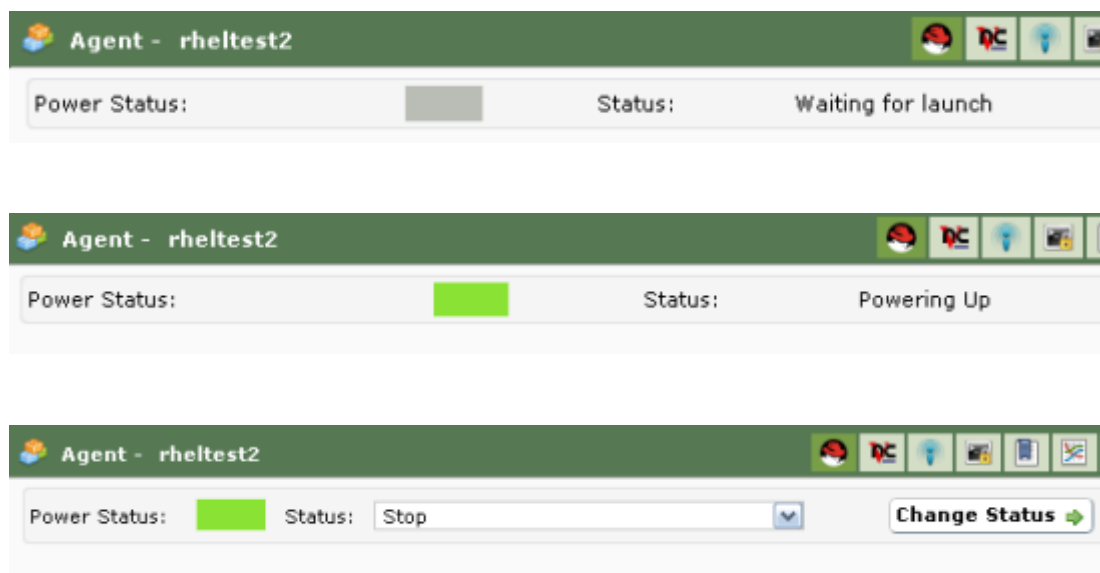 Agent - rheltest2
Power Status: Status: Waiting for launch
Agent - rheltest2
Power Status: Status: Powering Up
Agent - rheltest2
Power Status: Status: Stop Change Status